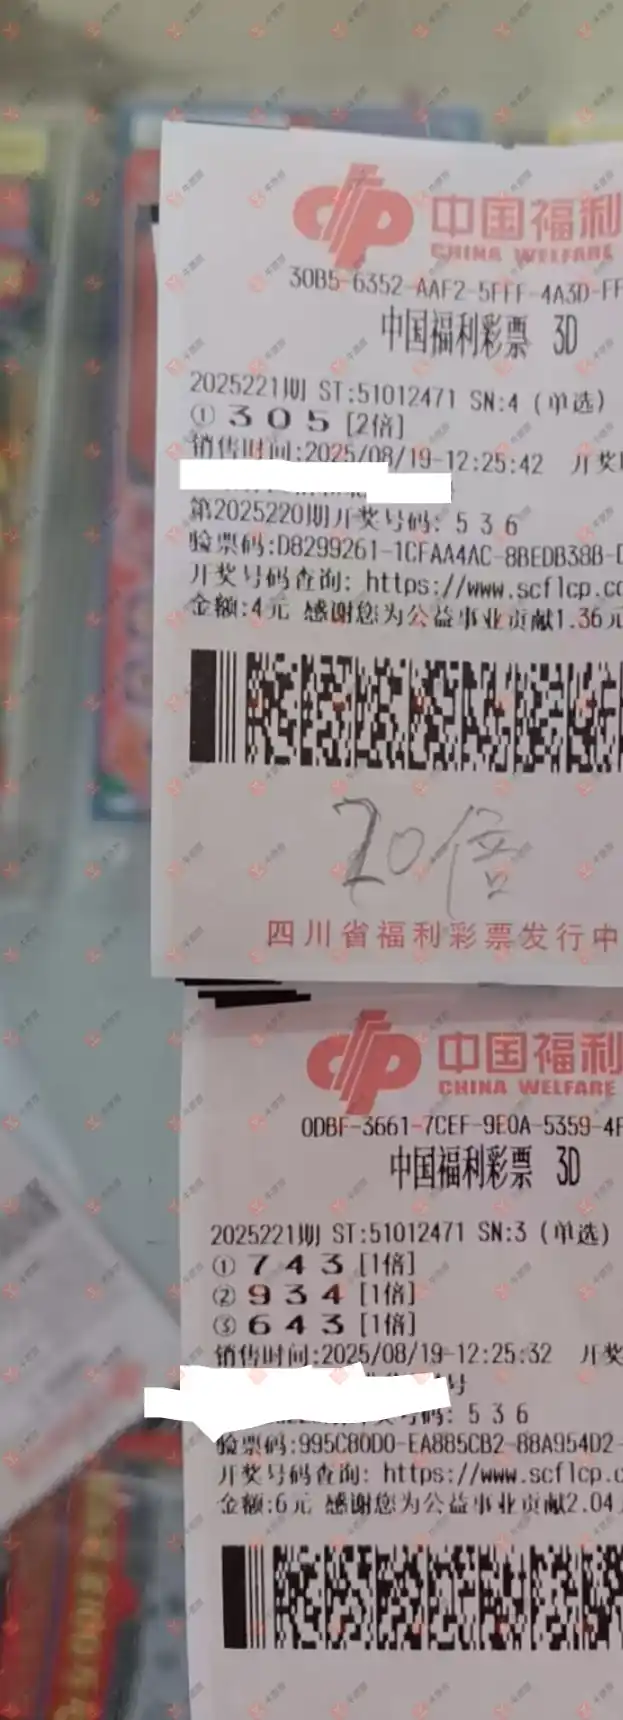 中国福利
CHINA WELFARE
30B5-6352-AAF2-5FFF-4A3D-FF
中国福利彩票 3D
2025221期 ST:51012471 SN:4 (单选)
① 3 0 5 [2倍]
销售时间:2025/08/19-12:25:42 开奖
第2025220期开奖号码: 5 3 6
验票码:D8299261-1CFAA4AC-8BEDB38B-
开奖号码查询: https://www.scflcp.co
金额:4元 感谢您为公益事业贡献1.36元
20倍
四川省福利彩票发行中
中国福利
CHINA WELFARE
0DBF-3661-7CEF-9E0A-5359-4F
中国福利彩票 3D
2025221期 ST:51012471 SN:3 (单选)
① 7 4 3 [1倍]
② 9 3 4 [1倍]
③ 6 4 3 [1倍]
销售时间:2025/08/19-12:25:32 开奖
号
号码: 5 3 6
验票码:995C80D0-EA885CB2-88A954D2-
开奖号码查询: https://www.scflcp.c
金额:6元 感谢您为公益事业贡献2.04